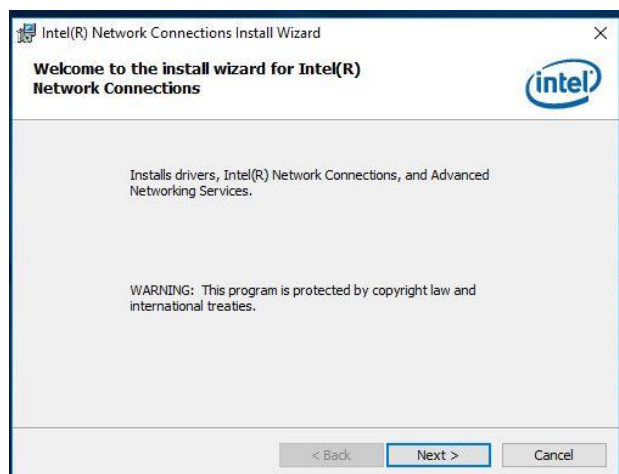 Intel(R) Network Connections Install Wizard
Welcome to the install wizard for Intel(R)
Network Connections
intel
Installs drivers, Intel(R) Network Connections, and Advanced
Networking Services.
WARNING: This program is protected by copyright law and
international treaties.
< Back
Next >
Cancel